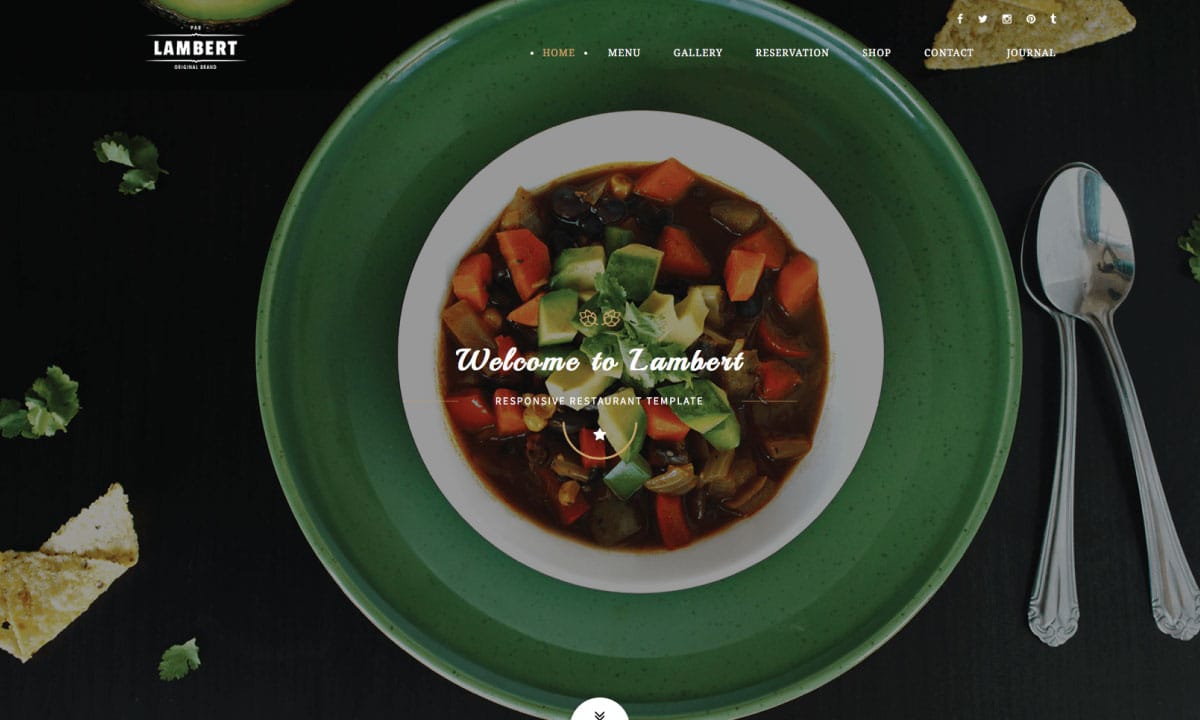 PAR
LAMBERT
ORIGINAL BRAND
HOME
MENU
GALLERY
RESERVATION
SHOP
CONTACT
JOURNAL
Welcome to Lambert
RESPONSIVE RESTAURANT TEMPLATE